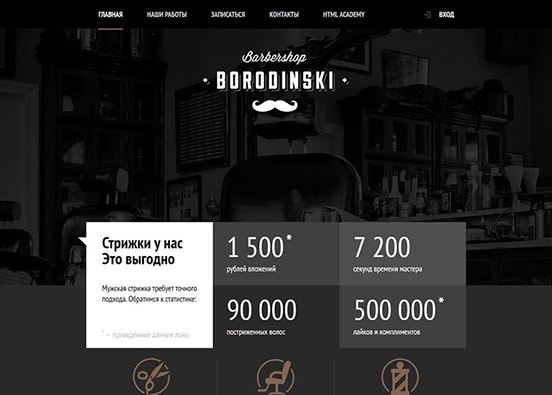 ГЛАВНАЯ НАШИ РАБОТЫ ЗАПИСАТЬСЯ КОНТАКТЫ HTML ACADEMY ВХОД
Barbershop
BORODINSKI
Стрижки у нас
Это выгодно
Мужская стрижка требует точного
подхода. Обратимся к статистике:
* — приведённые данные ложь
1 500*
рублей вложений
7 200
секунд времени мастера
90 000
постриженных волос
500 000*
лайков и комплиментов